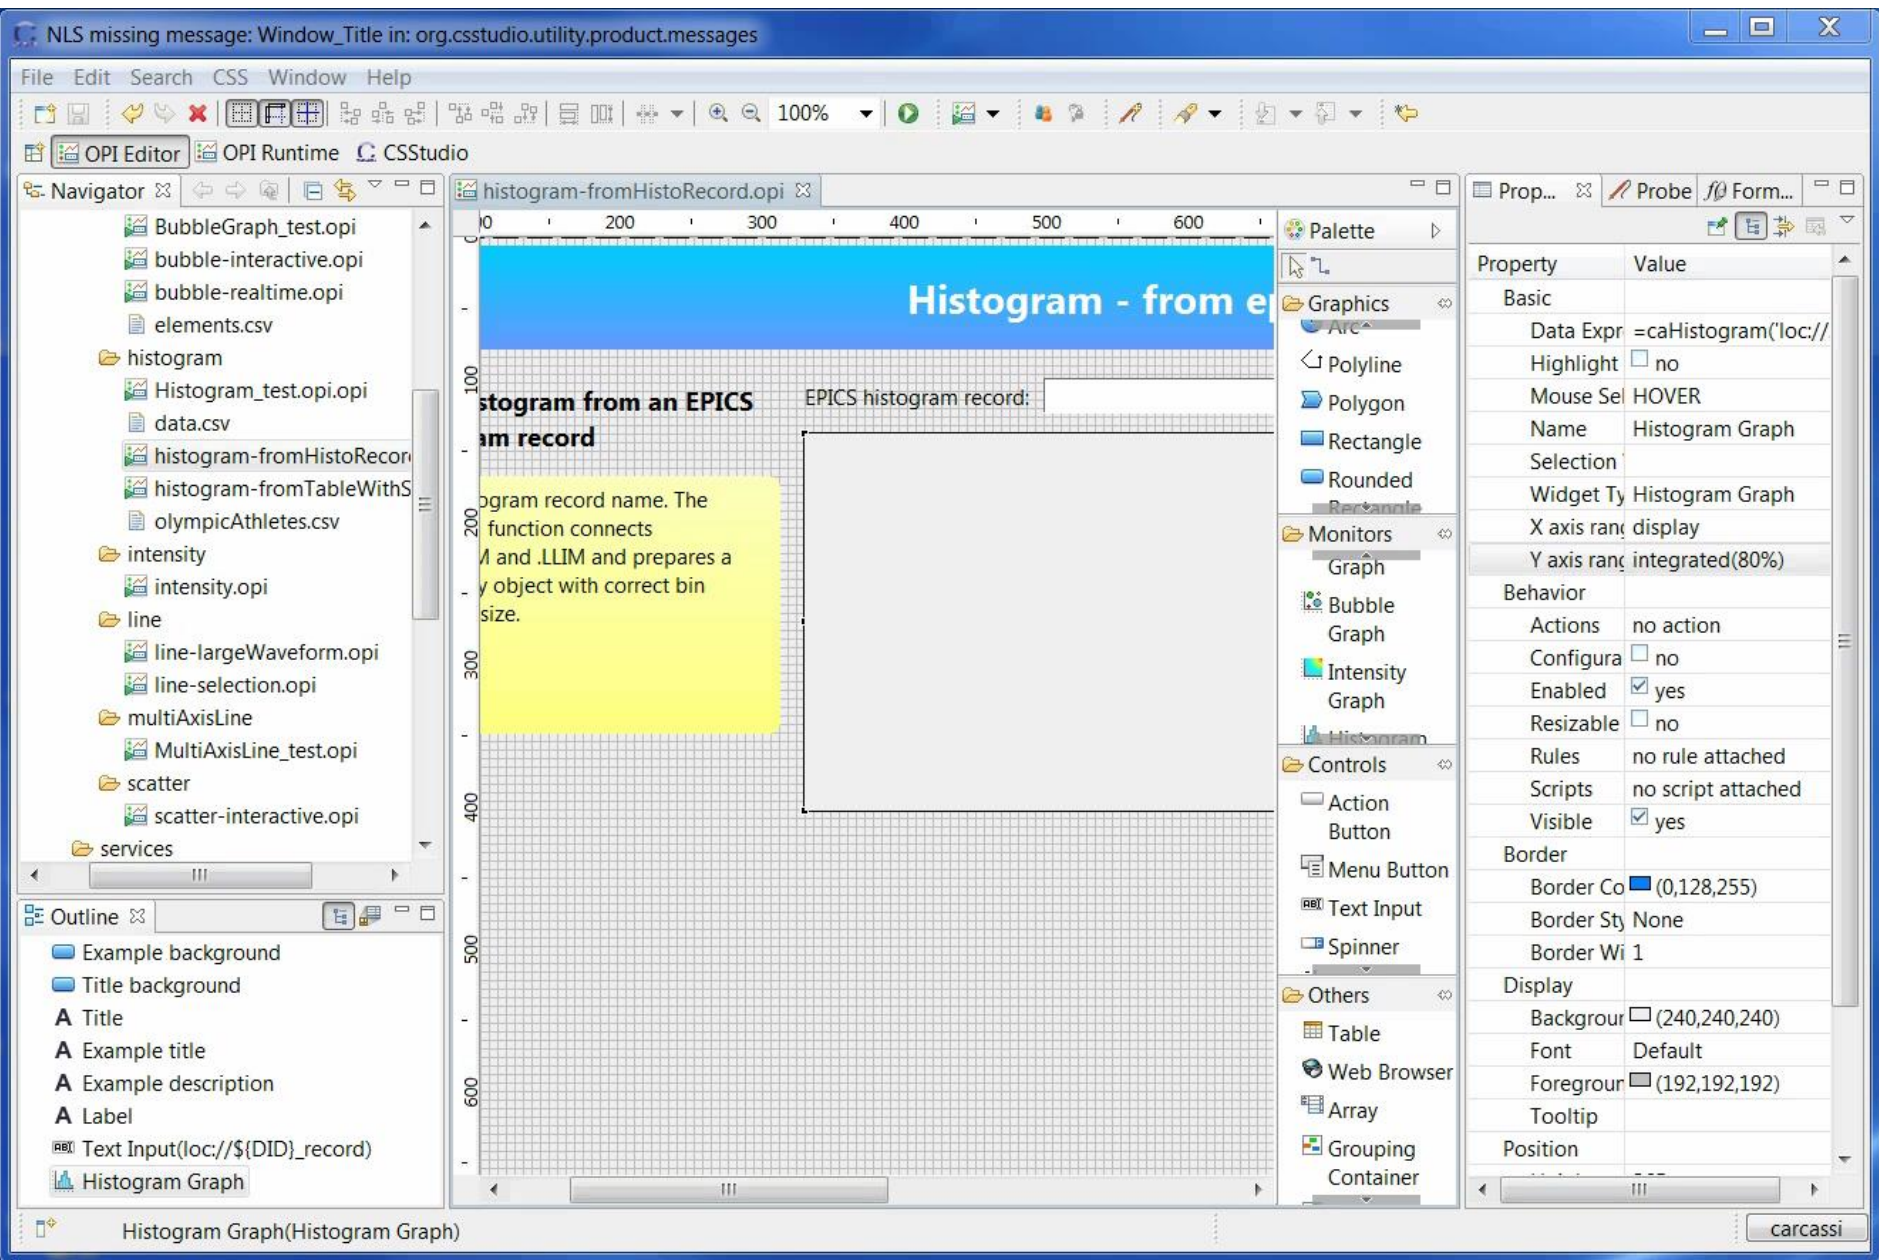 NLS missing message: Window_Title in: org.csstudio.utility.product.messages
File Edit Search CSS Window Help
100%
OPI Editor OPI Runtime CSStudio
Navigator
BubbleGraph_test.opi
bubble-interactive.opi
bubble-realtime.opi
elements.csv
histogram
Histogram_test.opi.opi
data.csv
histogram-fromHistoRecor
histogram-fromTableWithS
olympicAthletes.csv
intensity
intensity.opi
line
line-largeWaveform.opi
line-selection.opi
multiAxisLine
MultiAxisLine_test.opi
scatter
scatter-interactive.opi
services
Outline
Example background
Title background
A Title
A Example title
A Example description
A Label
Text Input(loc://${DID}_record)
Histogram Graph
histogram-fromHistoRecord.opi
200 300 400 500 600
0
100
200
300
400
500
600
Histogram - from e
stogram from an EPICS
am record
EPICS histogram record:
ogram record name. The
function connects
M and .LLIM and prepares a
y object with correct bin
size.
Palette
Graphics
Arc
Polyline
Polygon
Rectangle
Rounded
Rectangle
Monitors
Graph
Bubble
Graph
Intensity
Graph
Histogram
Controls
Action
Button
Menu Button
Text Input
Spinner
Others
Table
Web Browser
Array
Grouping
Container
Prop... Probe Form...
Property Value
Basic
Data Expr =caHistogram('loc://
Highlight no
Mouse Sel HOVER
Name Histogram Graph
Selection
Widget Ty Histogram Graph
X axis rang display
Y axis rang integrated(80%)
Behavior
Actions no action
Configura no
Enabled yes
Resizable no
Rules no rule attached
Scripts no script attached
Visible yes
Border
Border Co (0,128,255)
Border Sty None
Border Wi 1
Display
Backgroun (240,240,240)
Font Default
Foregroun (192,192,192)
Tooltip
Position
Histogram Graph(Histogram Graph)
carcassi